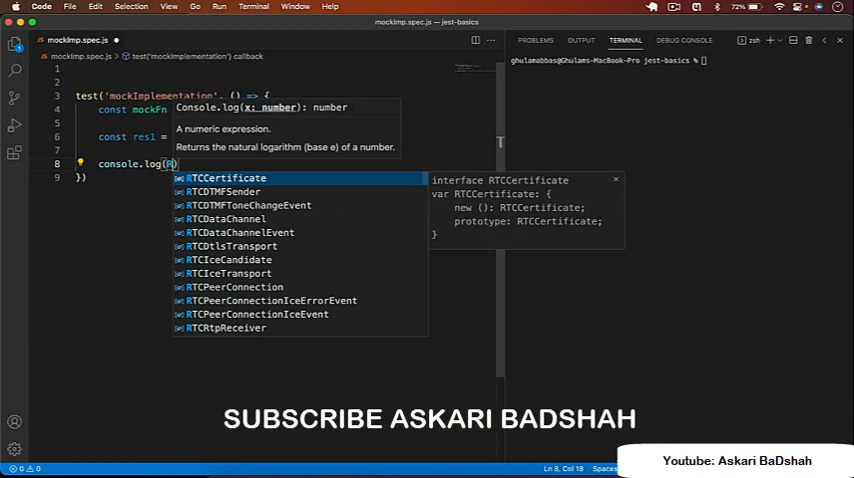 Code File Edit Selection View Go Run Terminal Window Help 72%
mockImp.spec.js — jest-basics
mockImp.spec.js PROBLEMS OUTPUT TERMINAL DEBUG CONSOLE zsh
mockImp.spec.js > test("mockImplementation") callback
ghulamabbas@Ghulams-MacBook-Pro jest-basics %
1
2
3 test('mockImplementation', () => {
4 const mockFn
5
6 const res1 =
7
8 console.log(R)
9 })
Console.log(x: number): number
A numeric expression.
Returns the natural logarithm (base e) of a number.
RTCCertificate
RTCDTMFSender
RTCDTMFToneChangeEvent
RTCDataChannel
RTCDataChannelEvent
RTCDtlsTransport
RTCIceCandidate
RTCIceTransport
RTCPeerConnection
RTCPeerConnectionIceErrorEvent
RTCPeerConnectionIceEvent
RTCRtpReceiver
interface RTCCertificate
var RTCCertificate: {
new (): RTCCertificate;
prototype: RTCCertificate;
}
SUBSCRIBE ASKARI BADSHAH
Youtube: Askari BaDshah
0 0 Ln 8, Col 18 Spaces